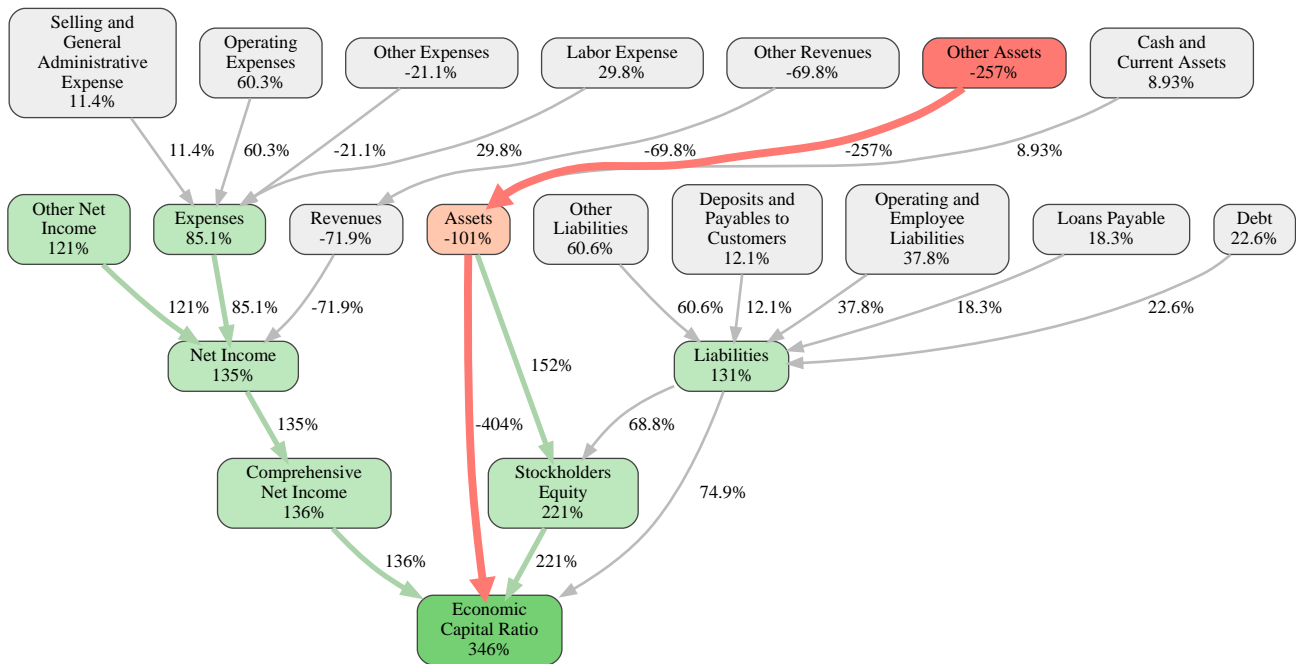 Selling and
General
Administrative
Expense
11.4%
Operating
Expenses
60.3%
Other Expenses
-21.1%
Labor Expense
29.8%
Other Revenues
-69.8%
Other Assets
-257%
Cash and
Current Assets
8.93%
11.4%
60.3%
-21.1%
29.8%
-69.8%
-257%
8.93%
Other Net
Income
121%
Expenses
85.1%
Revenues
-71.9%
Assets
-101%
Other
Liabilities
60.6%
Deposits and
Payables to
Customers
12.1%
Operating and
Employee
Liabilities
37.8%
Loans Payable
18.3%
Debt
22.6%
121%
85.1%
-71.9%
60.6%
12.1%
37.8%
18.3%
22.6%
Net Income
135%
152%
Liabilities
131%
135%
-404%
68.8%
Comprehensive
Net Income
136%
Stockholders
Equity
221%
74.9%
136%
221%
Economic
Capital Ratio
346%